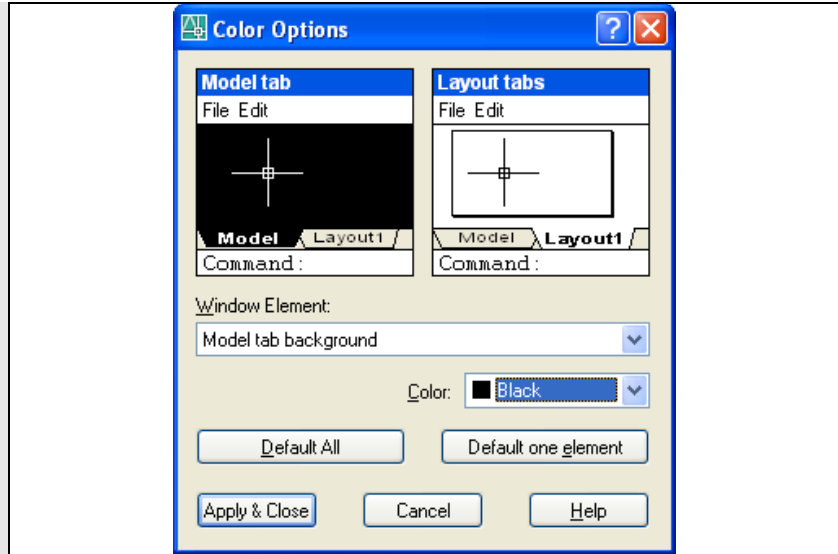 Color Options
Model tab
File Edit
Model Layout1
Command:
Layout tabs
File Edit
Model Layout1
Command:
Window Element:
Model tab background
Color: Black
Default All Default one element
Apply & Close Cancel Help